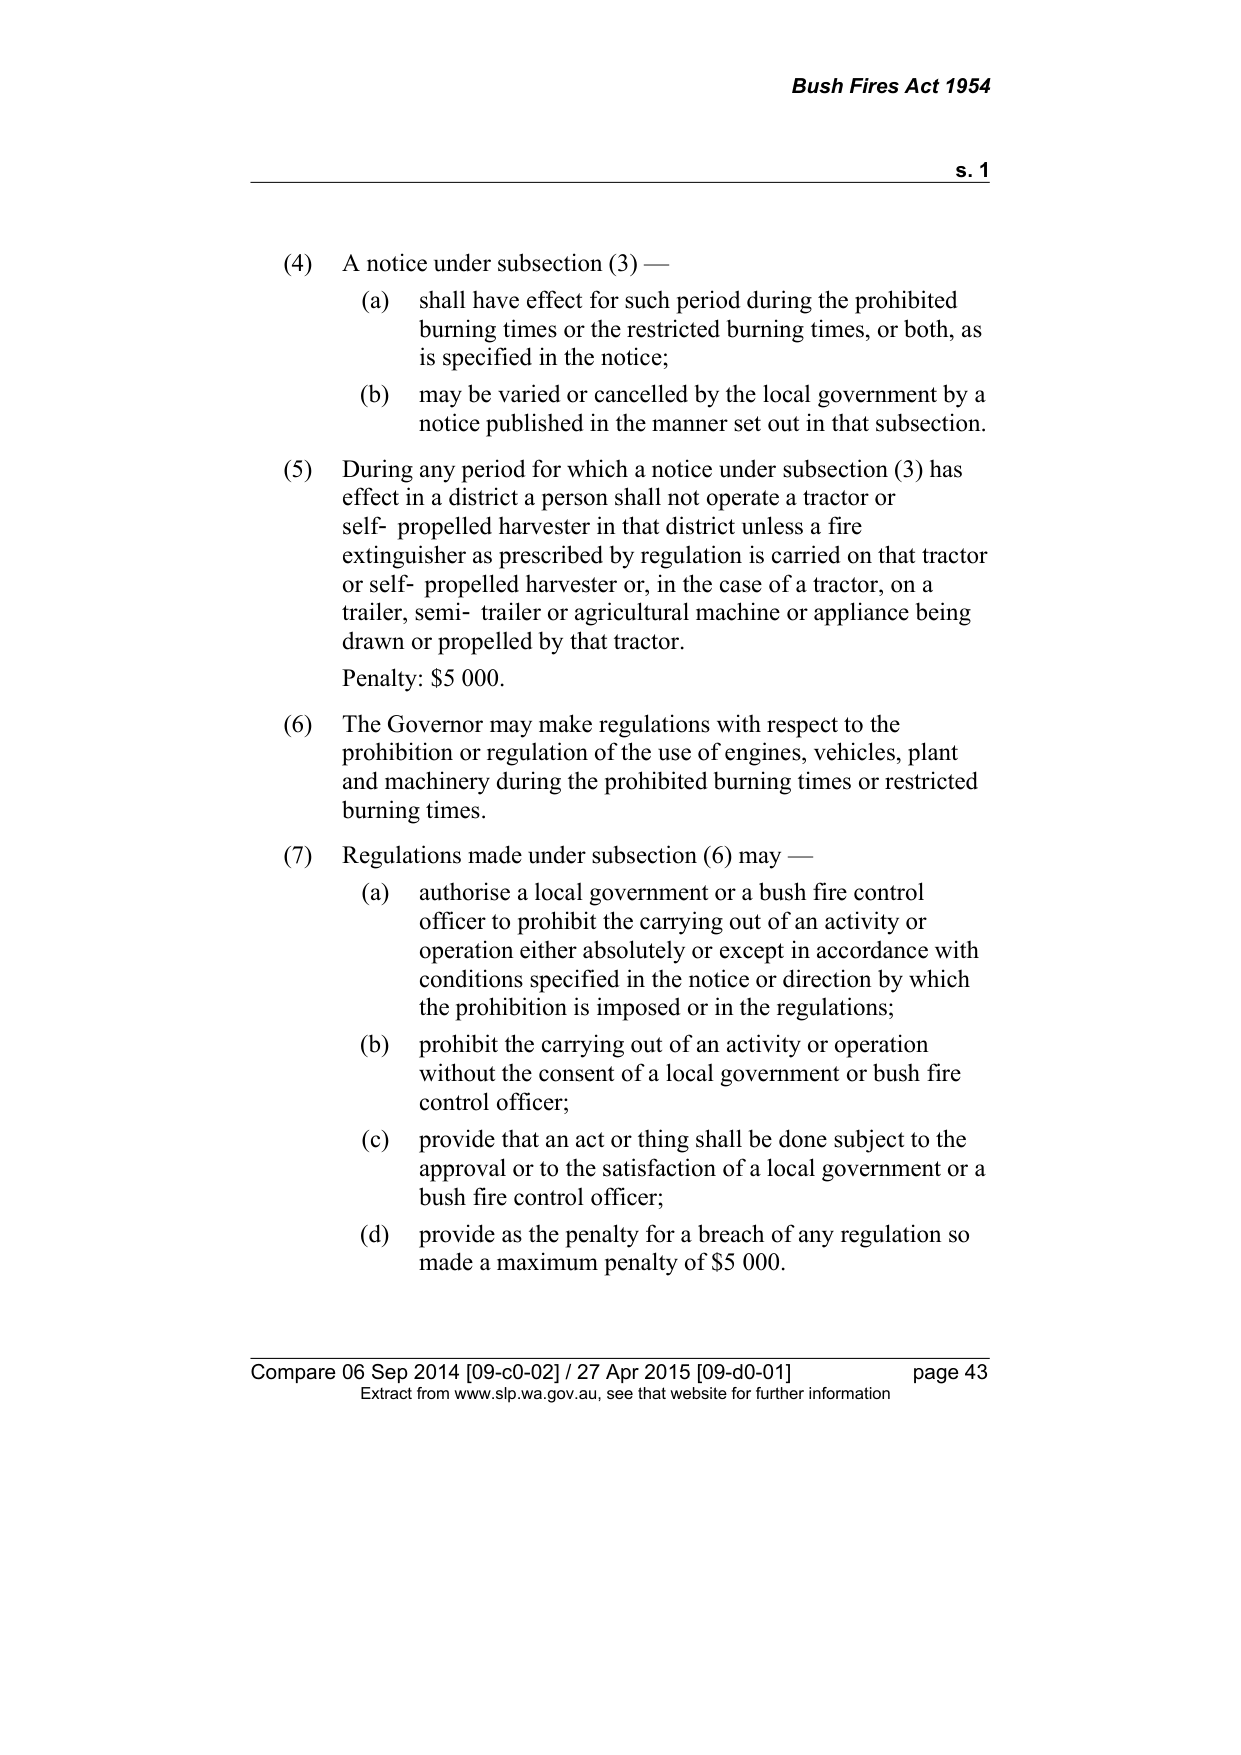 Bush Fires Act 1954
s. 1
(4) A notice under subsection (3) —
(a) shall have effect for such period during the prohibited
burning times or the restricted burning times, or both, as
is specified in the notice;
(b) may be varied or cancelled by the local government by a
notice published in the manner set out in that subsection.
(5) During any period for which a notice under subsection (3) has
effect in a district a person shall not operate a tractor or
self- propelled harvester in that district unless a fire
extinguisher as prescribed by regulation is carried on that tractor
or self- propelled harvester or, in the case of a tractor, on a
trailer, semi- trailer or agricultural machine or appliance being
drawn or propelled by that tractor.
Penalty: $5 000.
(6) The Governor may make regulations with respect to the
prohibition or regulation of the use of engines, vehicles, plant
and machinery during the prohibited burning times or restricted
burning times.
(7) Regulations made under subsection (6) may —
(a) authorise a local government or a bush fire control
officer to prohibit the carrying out of an activity or
operation either absolutely or except in accordance with
conditions specified in the notice or direction by which
the prohibition is imposed or in the regulations;
(b) prohibit the carrying out of an activity or operation
without the consent of a local government or bush fire
control officer;
(c) provide that an act or thing shall be done subject to the
approval or to the satisfaction of a local government or a
bush fire control officer;
(d) provide as the penalty for a breach of any regulation so
made a maximum penalty of $5 000.
Compare 06 Sep 2014 [09-c0-02] / 27 Apr 2015 [09-d0-01] page 43
Extract from www.slp.wa.gov.au, see that website for further information